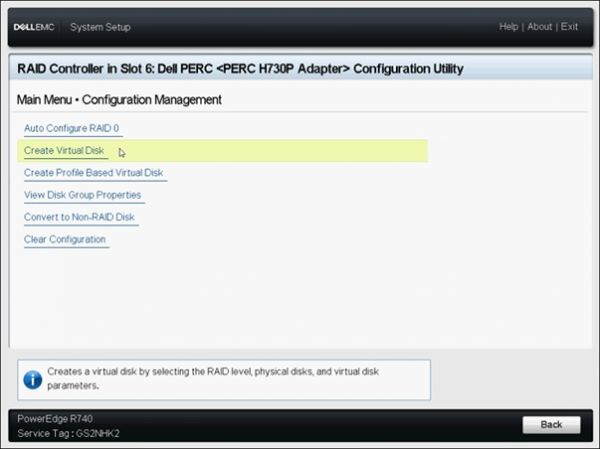 DELLEMC System Setup Help | About | Exit
RAID Controller in Slot 6: Dell PERC <PERC H730P Adapter> Configuration Utility
Main Menu • Configuration Management
Auto Configure RAID 0
Create Virtual Disk
Create Profile Based Virtual Disk
View Disk Group Properties
Convert to Non-RAID Disk
Clear Configuration
Creates a virtual disk by selecting the RAID level, physical disks, and virtual disk
parameters.
PowerEdge R740
Service Tag : GS2NHK2
Back